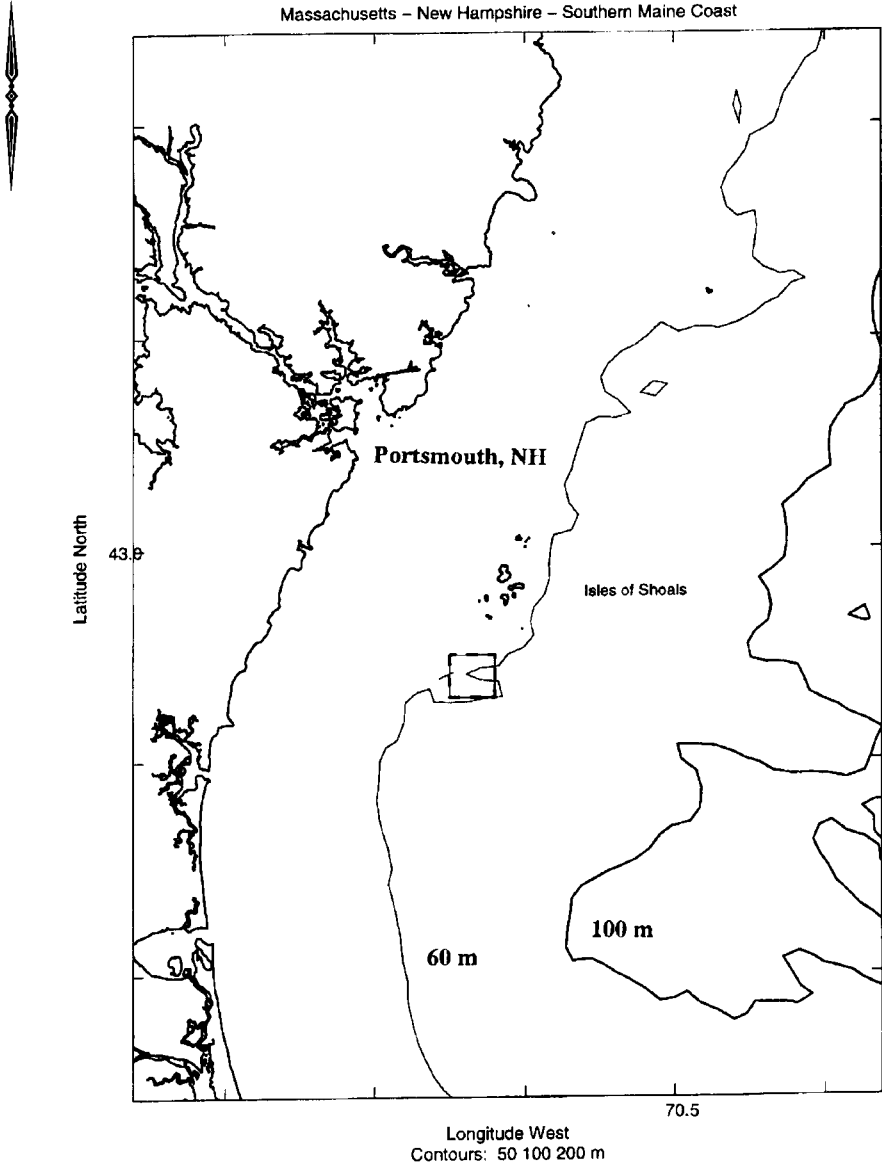 Massachusetts – New Hampshire – Southern Maine Coast
Portsmouth, NH
Latitude North
43.0
Isles of Shoals
100 m
60 m
70.5
Longitude West
Contours: 50 100 200 m